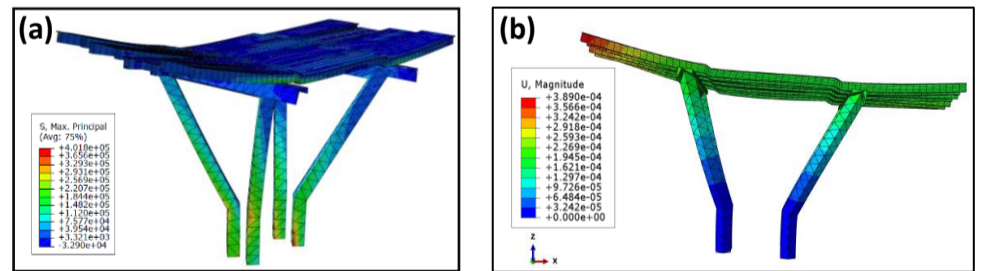 (a)
S, Max. Principal
(Avg: 75%)
+4.018e+05
+3.656e+05
+3.293e+05
+2.931e+05
+2.569e+05
+2.207e+05
+1.844e+05
+1.482e+05
+1.120e+05
+7.577e+04
+3.954e+04
+3.321e+03
-3.290e+04
(b)
U, Magnitude
+3.890e-04
+3.566e-04
+3.242e-04
+2.918e-04
+2.593e-04
+2.269e-04
+1.945e-04
+1.621e-04
+1.297e-04
+9.726e-05
+6.484e-05
+3.242e-05
+0.000e+00
z
x